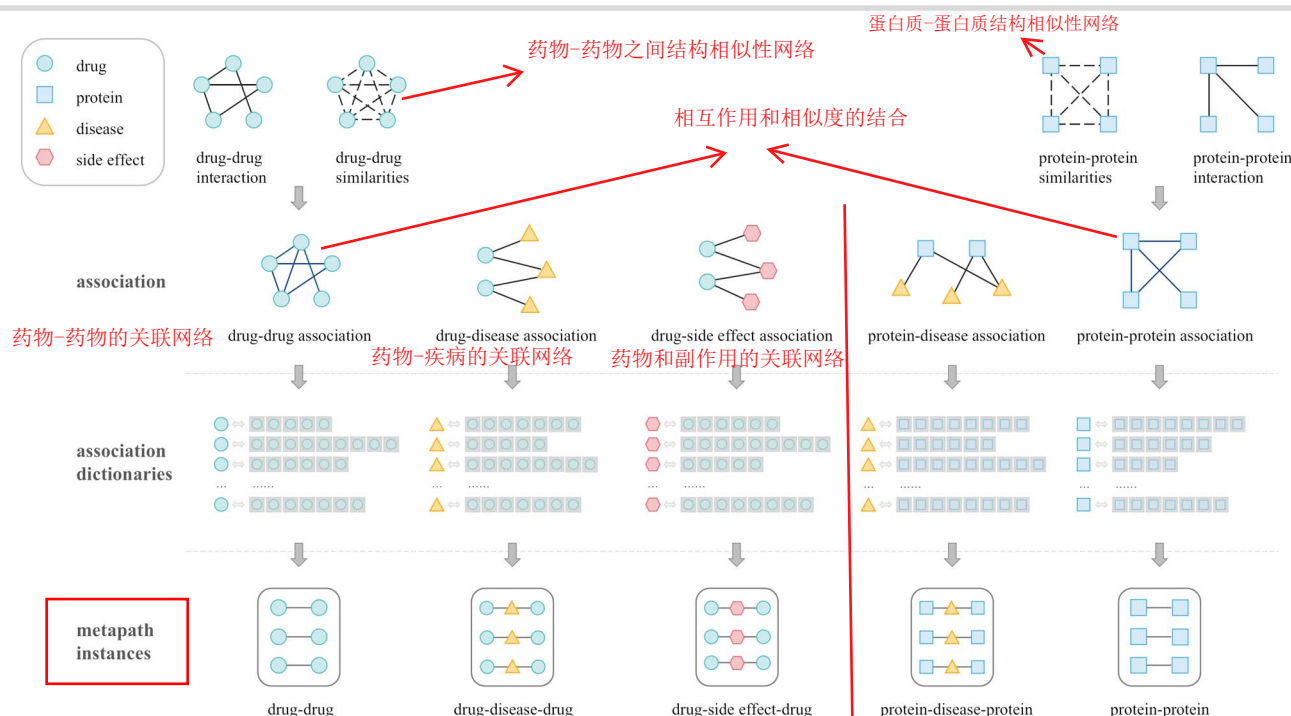 药物-药物之间结构相似性网络
蛋白质-蛋白质结构相似性网络
drug
protein
disease
side effect
相互作用和相似度的结合
drug-drug
interaction
drug-drug
similarities
protein-protein
similarities
protein-protein
interaction
association
药物-药物的关联网络
drug-drug association
drug-disease association
drug-side effect association
protein-disease association
protein-protein association
药物-疾病的关联网络
药物和副作用的关联网络
association
dictionaries
... ......
... ......
... ......
... ......
... ......
metapath
instances
drug-drug
drug-disease-drug
drug-side effect-drug
protein-disease-protein
protein-protein